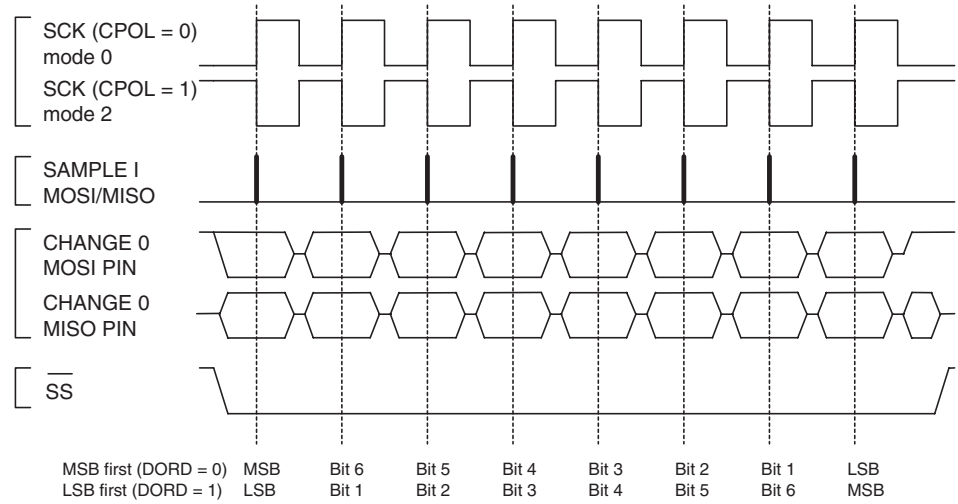 SCK (CPOL = 0)
mode 0
SCK (CPOL = 1)
mode 2
SAMPLE I
MOSI/MISO
CHANGE 0
MOSI PIN
CHANGE 0
MISO PIN
SS
MSB first (DORD = 0) MSB Bit 6 Bit 5 Bit 4 Bit 3 Bit 2 Bit 1 LSB
LSB first (DORD = 1) LSB Bit 1 Bit 2 Bit 3 Bit 4 Bit 5 Bit 6 MSB